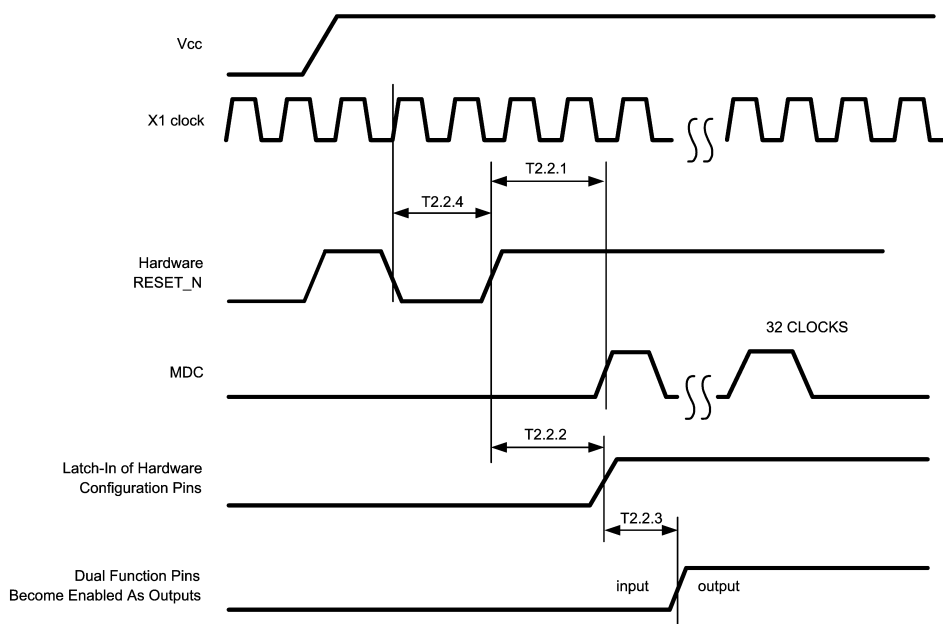 Vcc
X1 clock
T2.2.1
T2.2.4
Hardware
RESET_N
32 CLOCKS
MDC
T2.2.2
Latch-In of Hardware
Configuration Pins
T2.2.3
Dual Function Pins
Become Enabled As Outputs
input
output